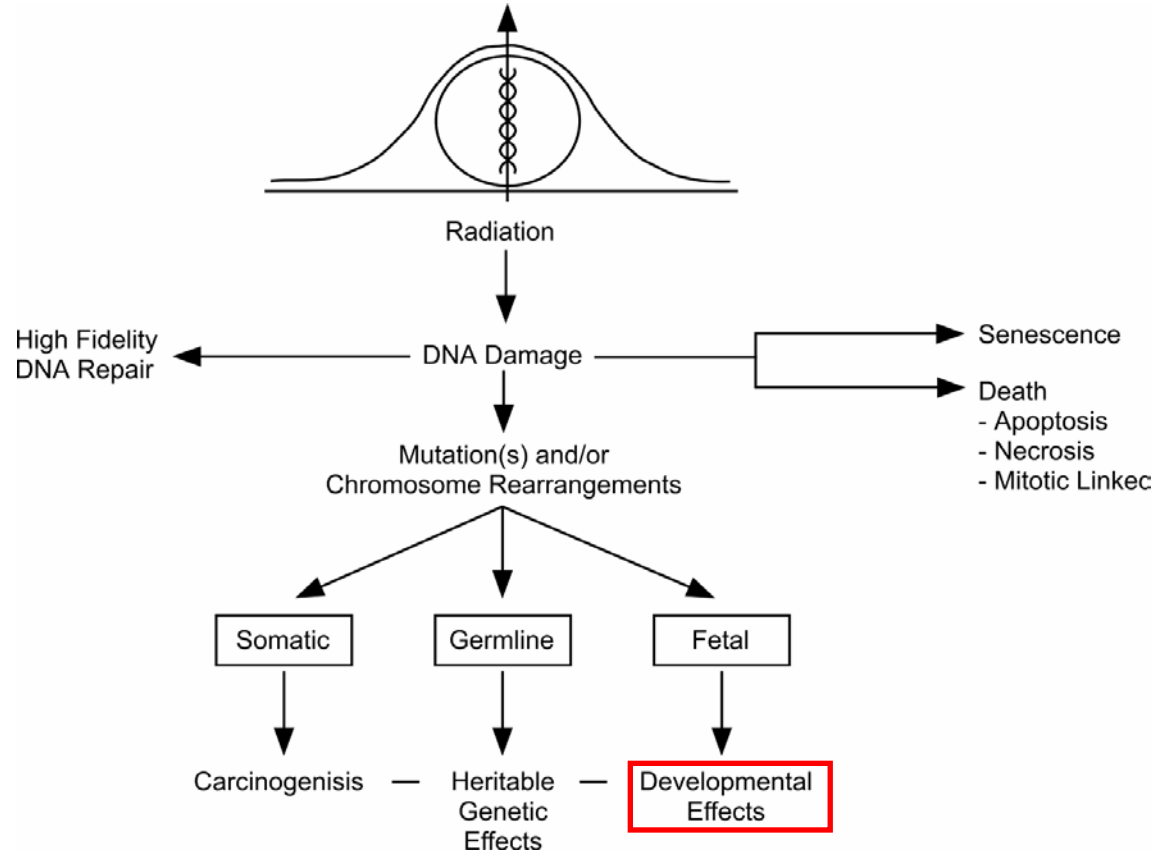 Radiation
High Fidelity
DNA Repair
DNA Damage
Senescence
Death
- Apoptosis
- Necrosis
- Mitotic Linked
Mutation(s) and/or
Chromosome Rearrangements
Somatic
Germline
Fetal
Carcinogenisis
Heritable
Genetic
Effects
Developmental
Effects